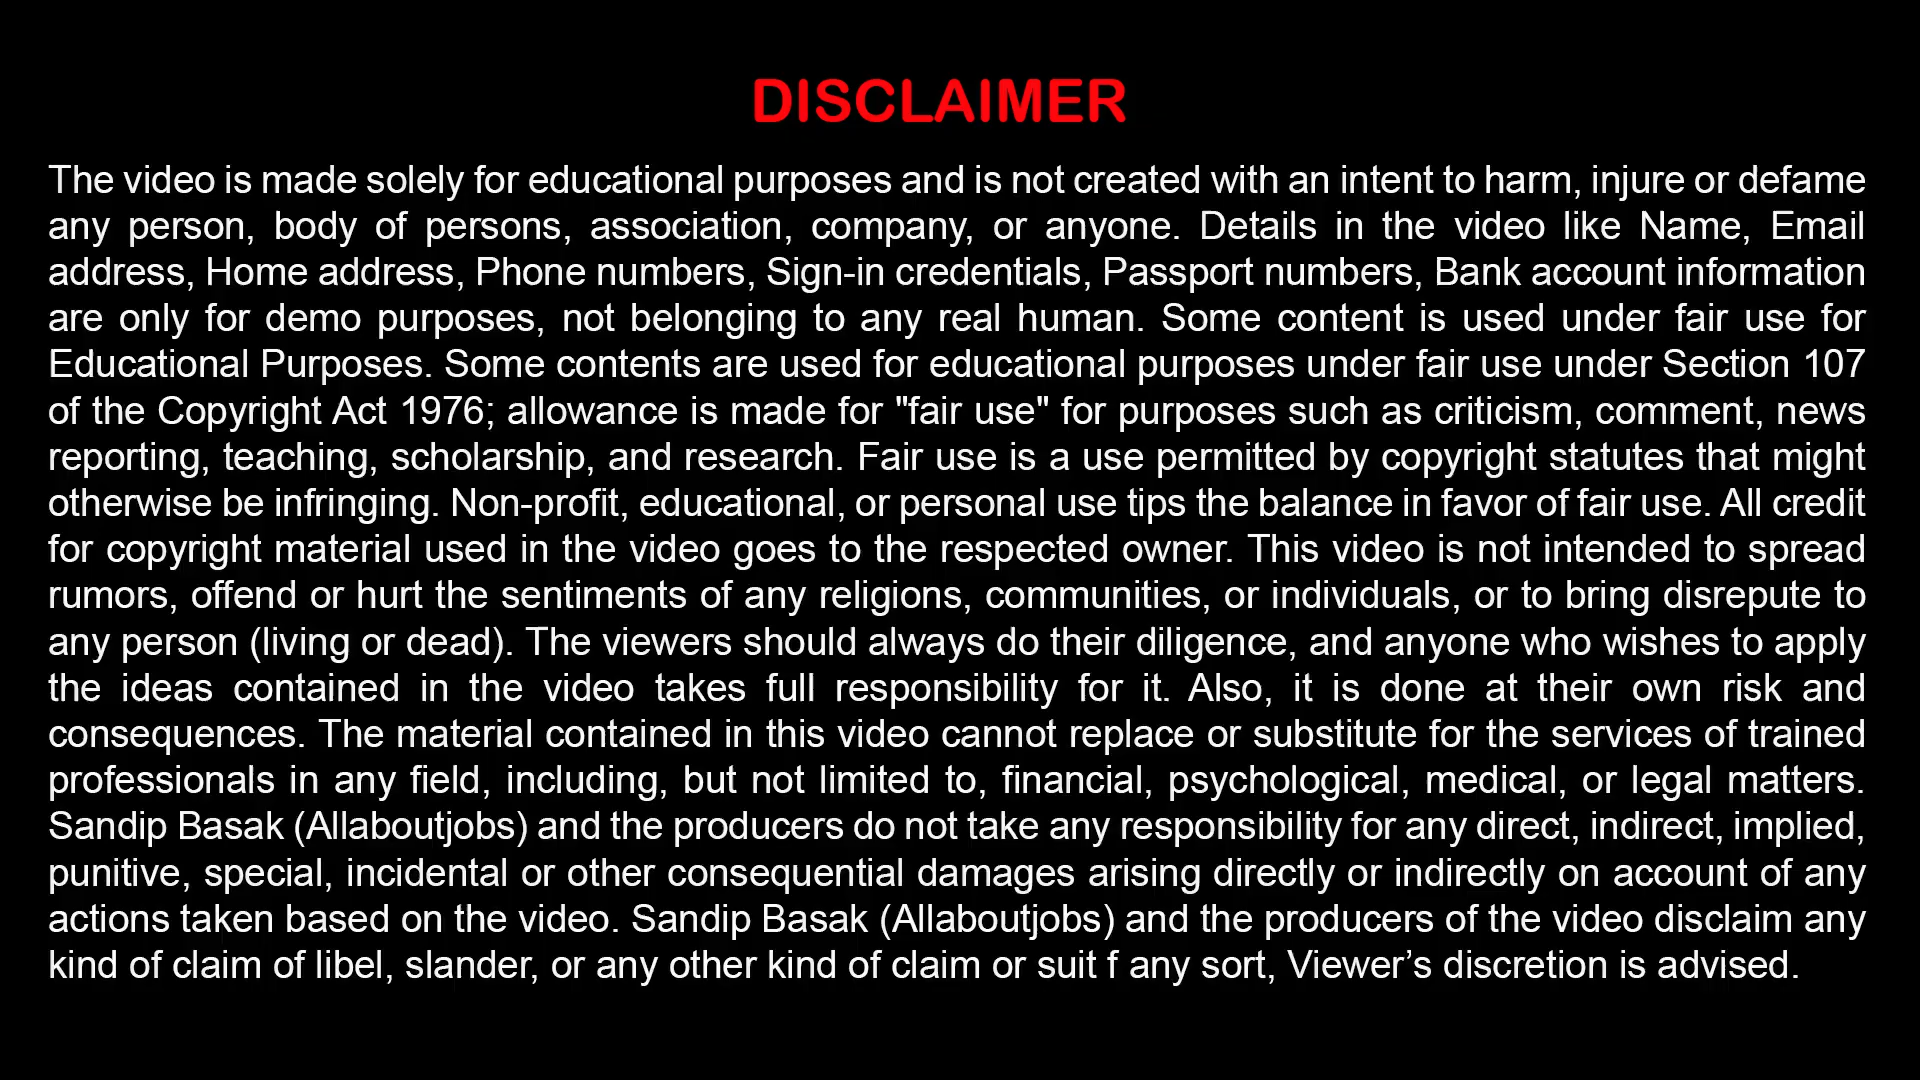 DISCLAIMER
The video is made solely for educational purposes and is not created with an intent to harm, injure or defame
any person, body of persons, association, company, or anyone. Details in the video like Name, Email
address, Home address, Phone numbers, Sign-in credentials, Passport numbers, Bank account information
are only for demo purposes, not belonging to any real human. Some content is used under fair use for
Educational Purposes. Some contents are used for educational purposes under fair use under Section 107
of the Copyright Act 1976; allowance is made for "fair use" for purposes such as criticism, comment, news
reporting, teaching, scholarship, and research. Fair use is a use permitted by copyright statutes that might
otherwise be infringing. Non-profit, educational, or personal use tips the balance in favor of fair use. All credit
for copyright material used in the video goes to the respected owner. This video is not intended to spread
rumors, offend or hurt the sentiments of any religions, communities, or individuals, or to bring disrepute to
any person (living or dead). The viewers should always do their diligence, and anyone who wishes to apply
the ideas contained in the video takes full responsibility for it. Also, it is done at their own risk and
consequences. The material contained in this video cannot replace or substitute for the services of trained
professionals in any field, including, but not limited to, financial, psychological, medical, or legal matters.
Sandip Basak (Allaboutjobs) and the producers do not take any responsibility for any direct, indirect, implied,
punitive, special, incidental or other consequential damages arising directly or indirectly on account of any
actions taken based on the video. Sandip Basak (Allaboutjobs) and the producers of the video disclaim any
kind of claim of libel, slander, or any other kind of claim or suit f any sort, Viewer’s discretion is advised.